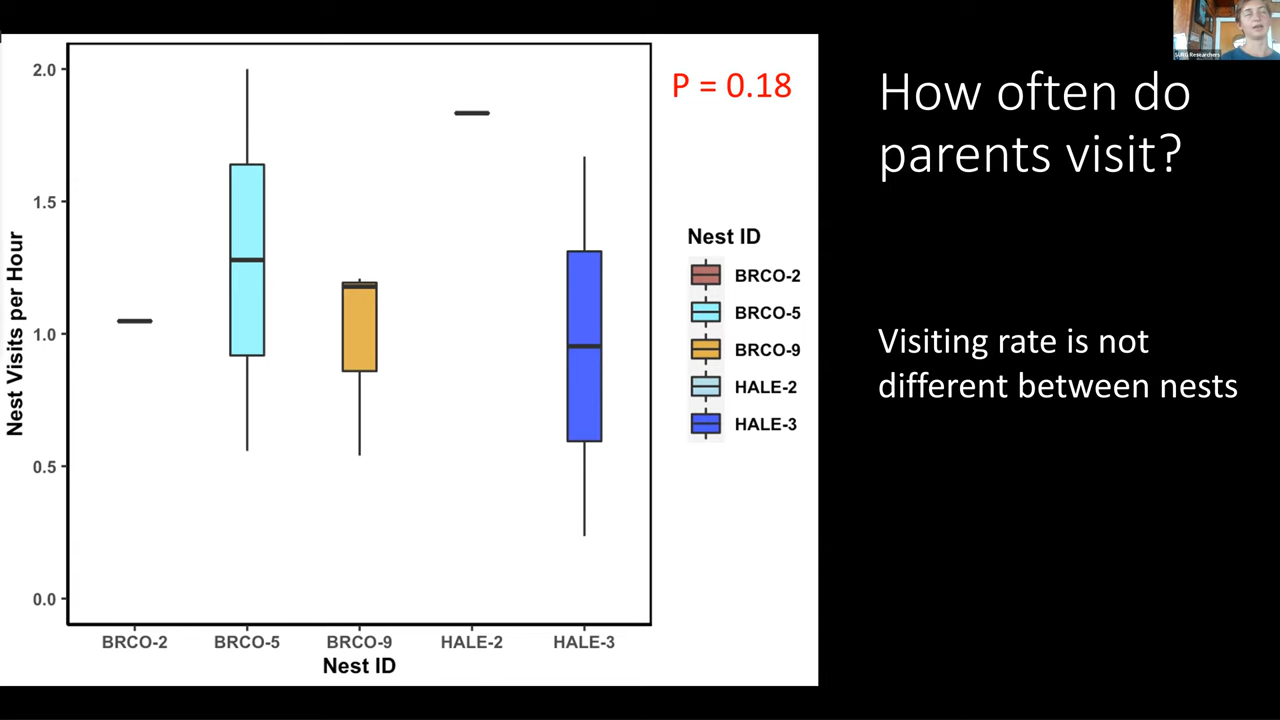 SURG Researchers
How often do
parents visit?
P = 0.18
Nest Visits per Hour
2.0
1.5
1.0
0.5
0.0
BRCO-2
BRCO-5
BRCO-9
HALE-2
HALE-3
Nest ID
Nest ID
BRCO-2
BRCO-5
BRCO-9
HALE-2
HALE-3
Visiting rate is not
different between nests